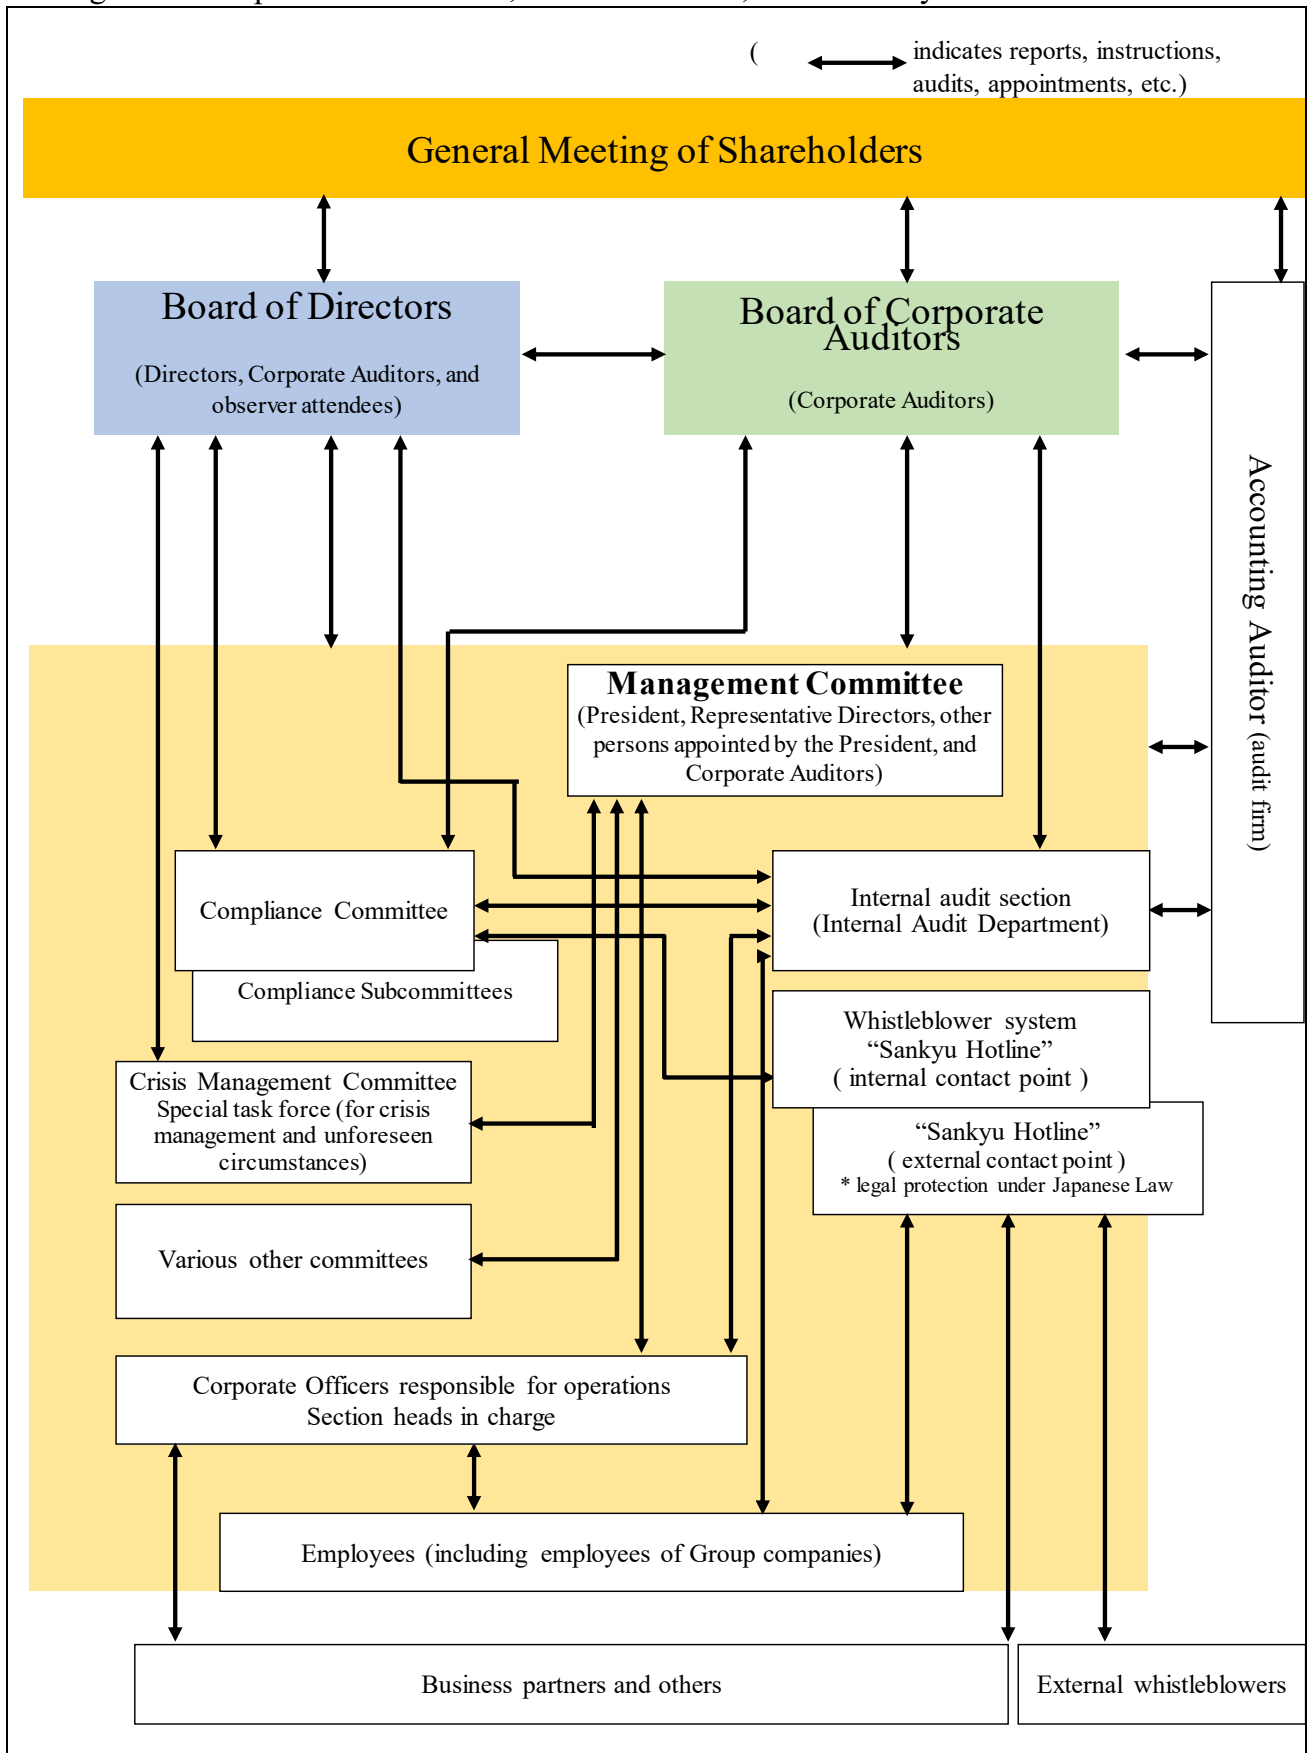 (
indicates reports, instructions,
audits, appointments, etc.)
General Meeting of Shareholders
Board of Directors
(Directors, Corporate Auditors, and
observer attendees)
Board of Corporate
Auditors
(Corporate Auditors)
Accounting Auditor (audit firm)
Management Committee
(President, Representative Directors, other
persons appointed by the President, and
Corporate Auditors)
Compliance Committee
Compliance Subcommittees
Internal audit section
(Internal Audit Department)
Whistleblower system
“Sankyu Hotline”
( internal contact point )
“Sankyu Hotline”
( external contact point )
* legal protection under Japanese Law
Crisis Management Committee
Special task force (for crisis
management and unforeseen
circumstances)
Various other committees
Corporate Officers responsible for operations
Section heads in charge
Employees (including employees of Group companies)
Business partners and others
External whistleblowers